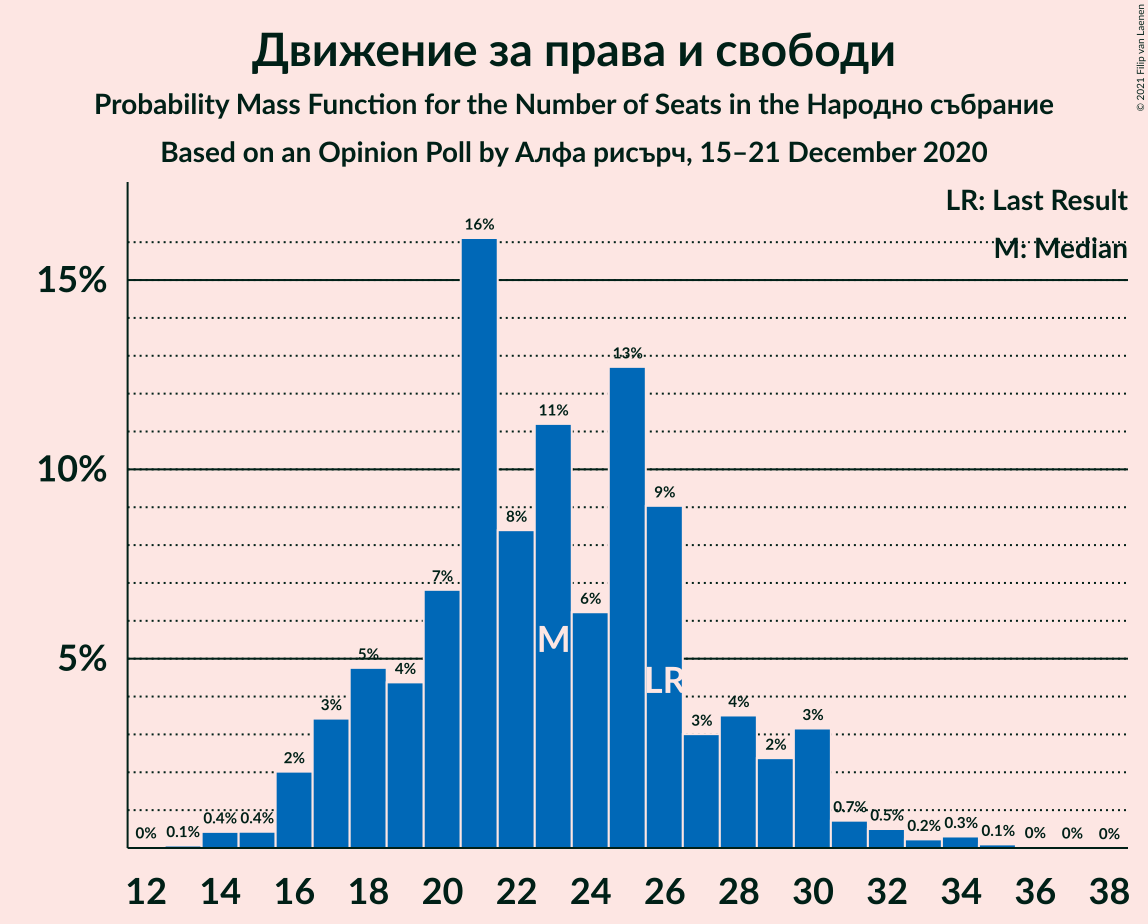 Движение за права и свободи
Probability Mass Function for the Number of Seats in the Народно събрание
Based on an Opinion Poll by Алфа рисърч, 15–21 December 2020
© 2021 Filip van Laenen
LR: Last Result
M: Median
15%
10%
5%
0% 0.1% 0.4% 0.4% 2% 3% 5% 4% 7% 16% 8% 11% 6% 13% 9% 3% 4% 2% 3% 0.7% 0.5% 0.2% 0.3% 0.1% 0% 0% 0%
M
LR
12 14 16 18 20 22 24 26 28 30 32 34 36 38